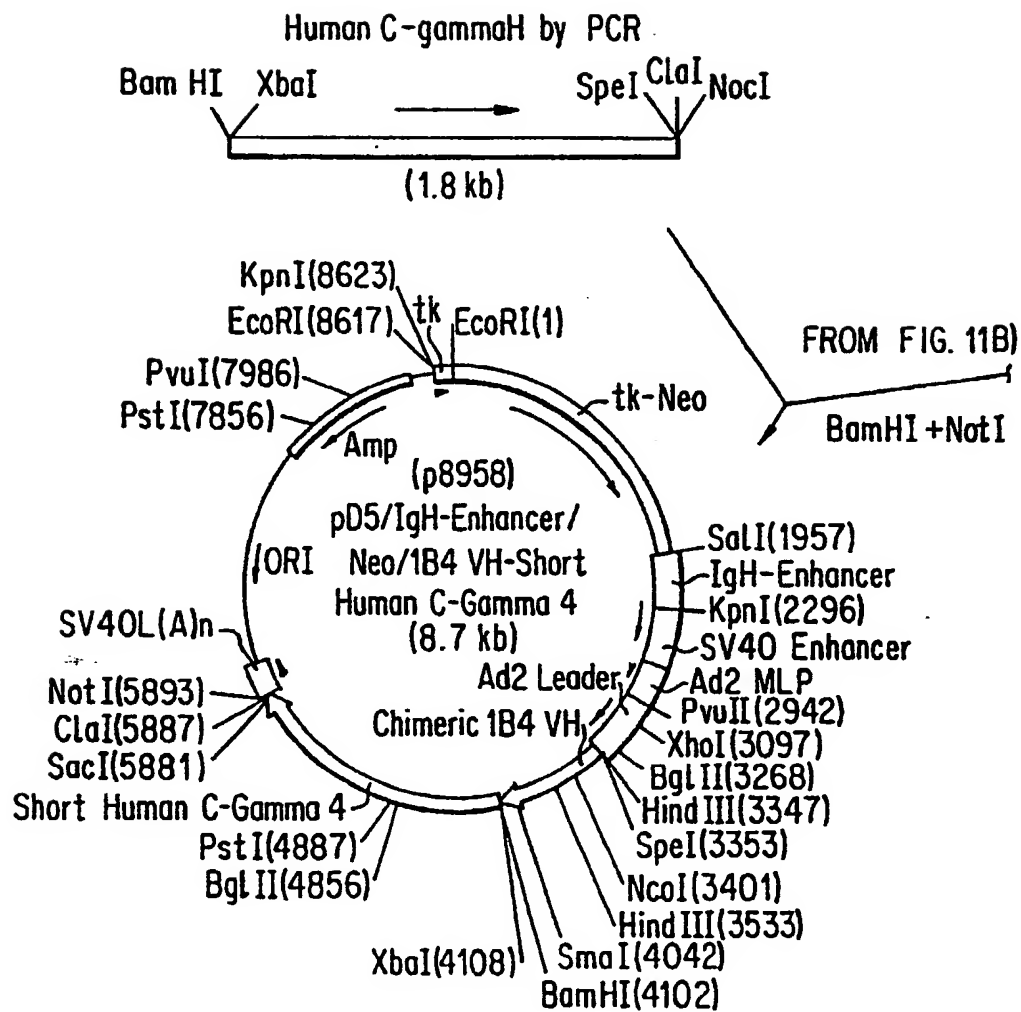 Human C-gammaH by PCR
Bam HI XbaI
SpeI ClaI NocI
(1.8 kb)
KpnI(8623)
tk
EcoRI(8617)
EcoRI(1)
FROM FIG. 11B)
PvuI(7986)
PstI(7856)
tk-Neo
BamHI+NotI
Amp
(p8958)
pD5/IgH-Enhancer/
Neo/1B4 VH-Short
Human C-Gamma 4
(8.7 kb)
ORI
SalI(1957)
IgH-Enhancer
KpnI(2296)
SV40 Enhancer
SV40L(A)n
Ad2 Leader
Ad2 MLP
NotI(5893)
PvuII(2942)
Chimeric 1B4 VH
ClaI(5887)
XhoI(3097)
SacI(5881)
BglII(3268)
Short Human C-Gamma 4
HindIII(3347)
PstI(4887)
SpeI(3353)
BglII(4856)
NcoI(3401)
HindIII(3533)
XbaI(4108)
SmaI(4042)
BamHI(4102)